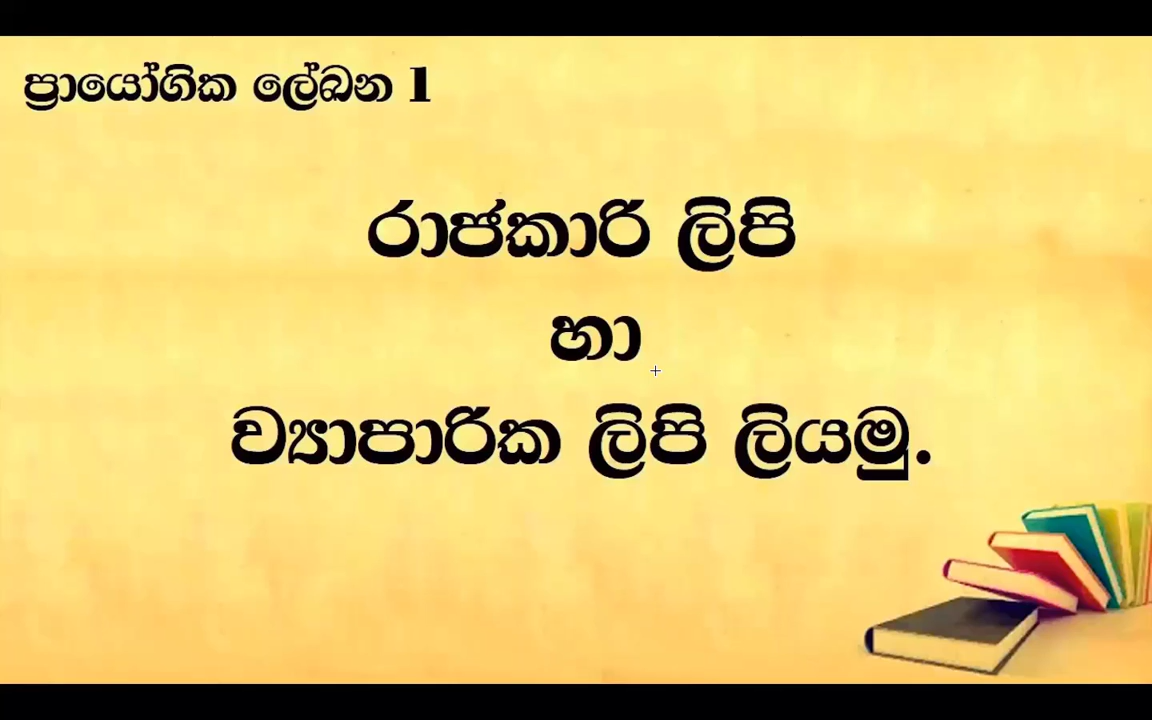 ප්‍රායෝගික ලේඛන 1
රාජකාරි ලිපි
හා
ව්‍යාපාරික ලිපි ලියමු.